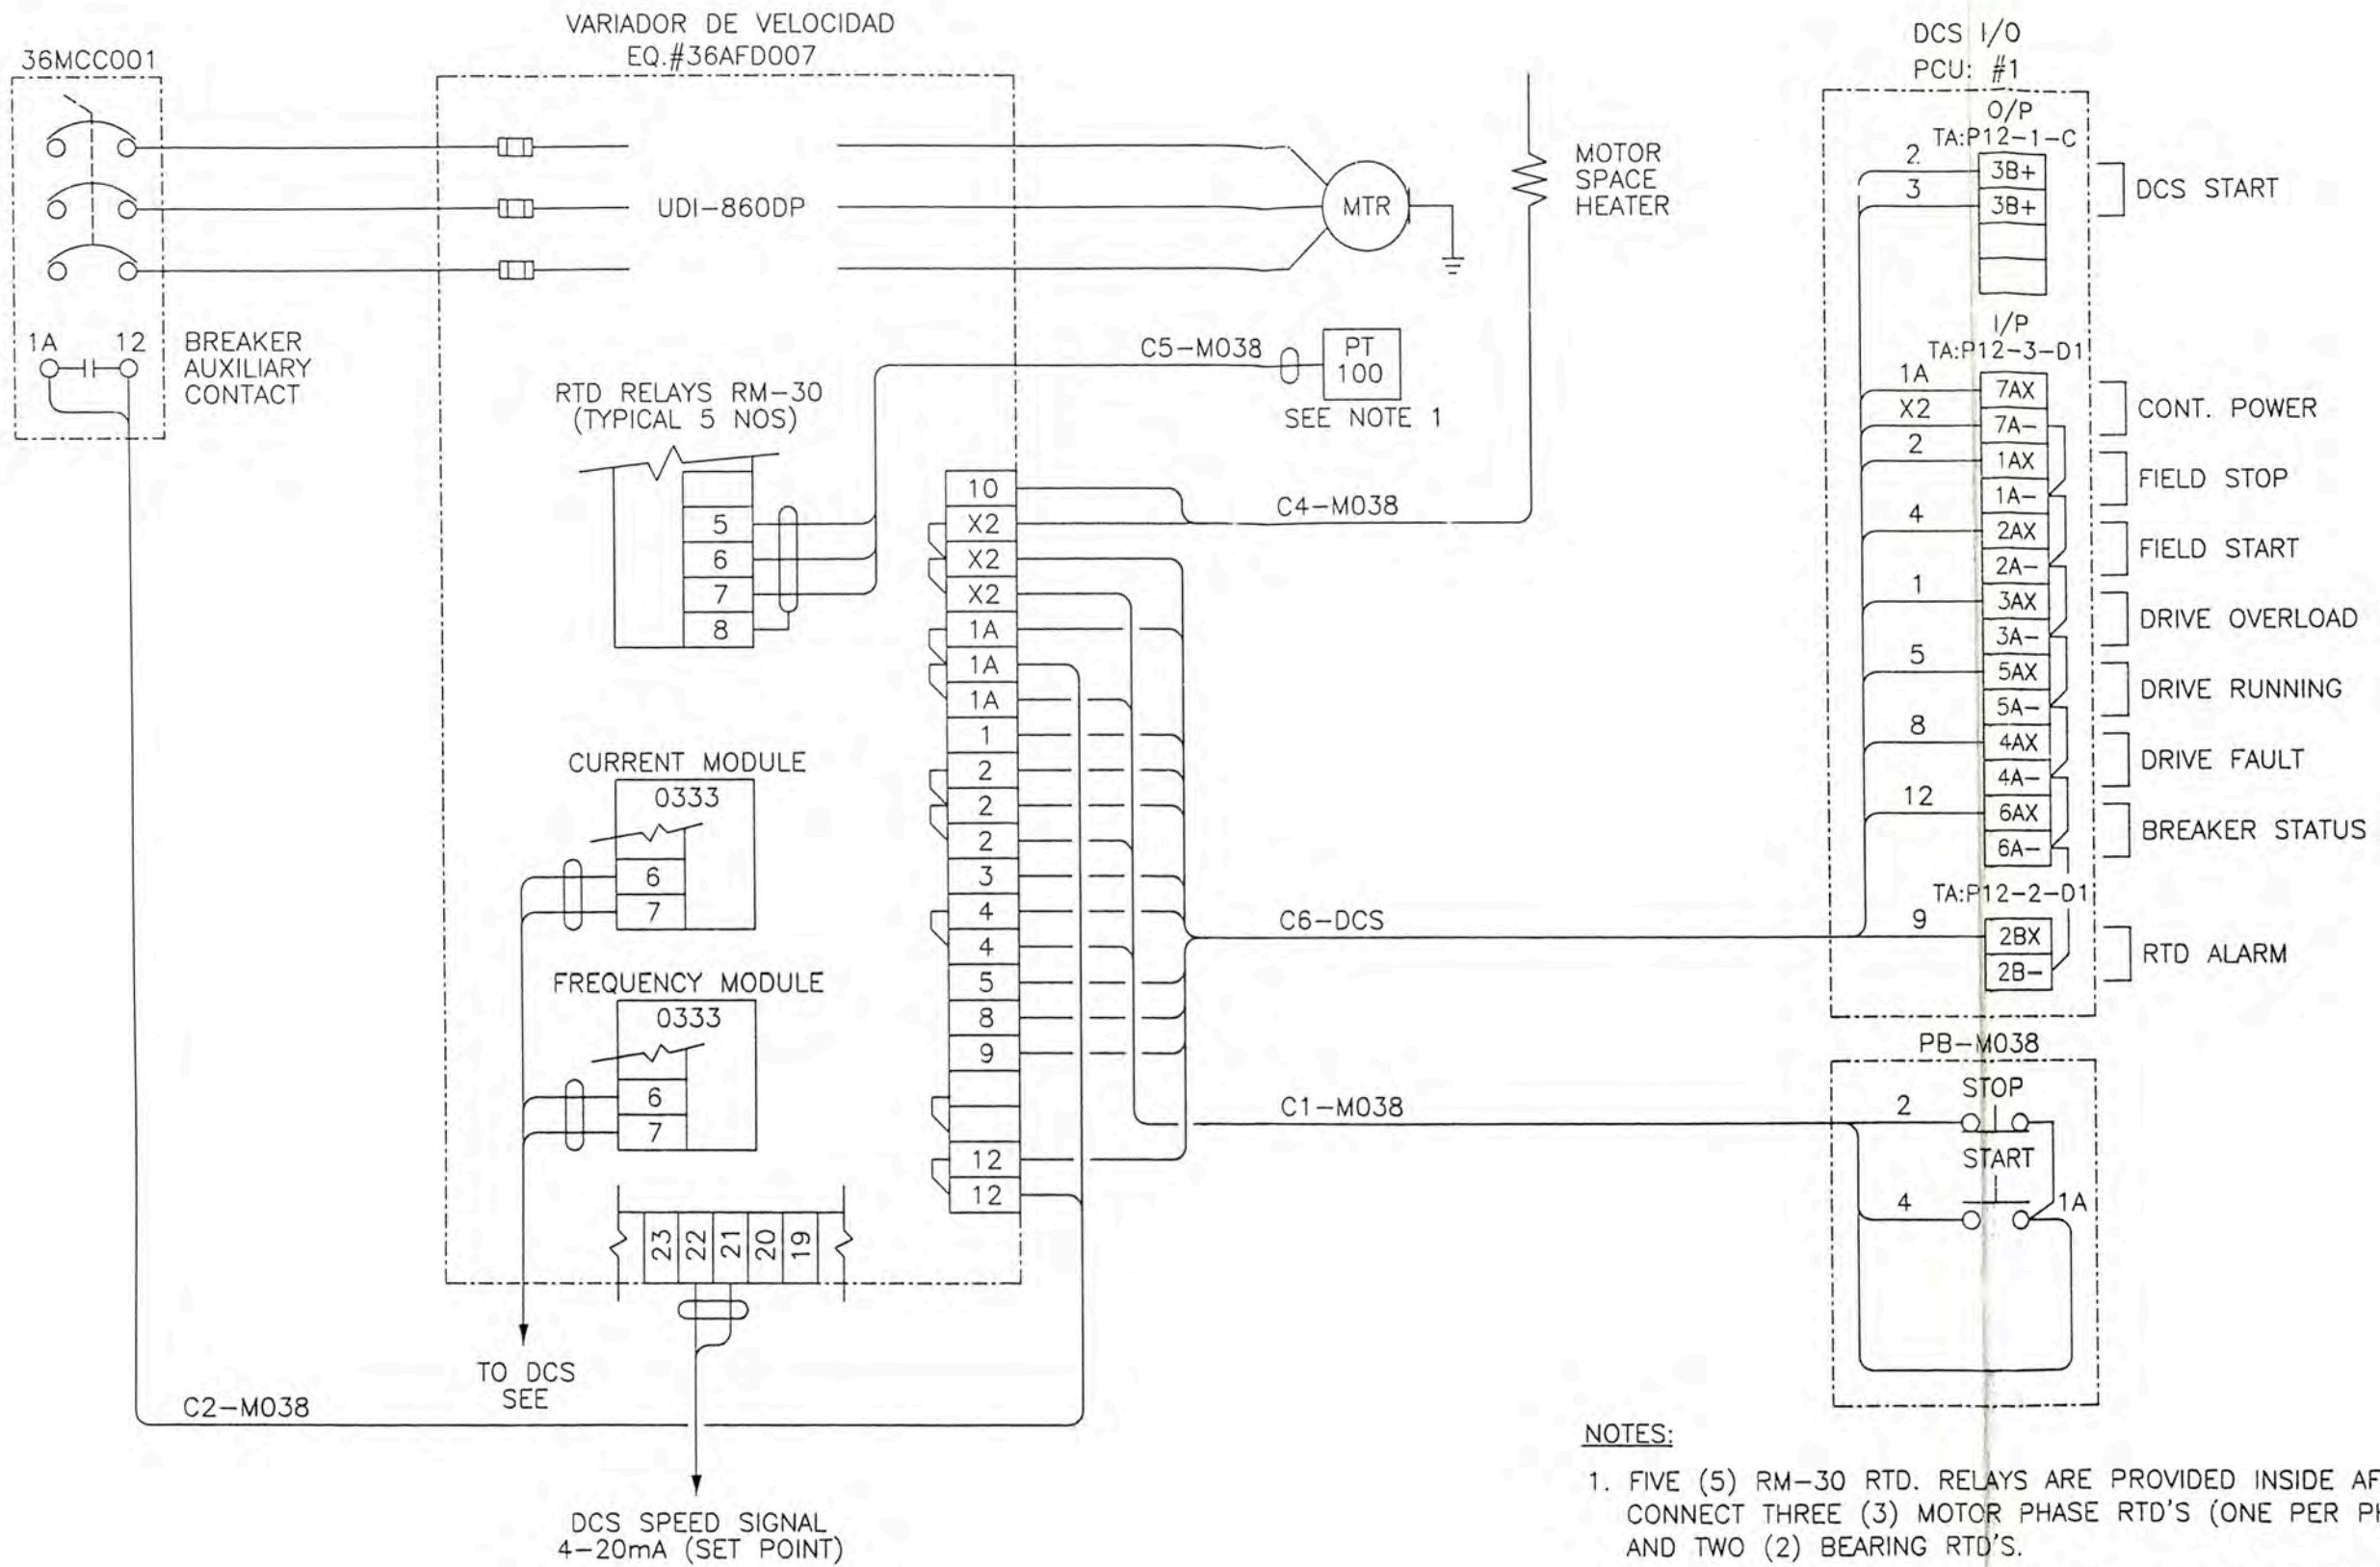 VARIADOR DE VELOCIDAD
EQ.#36AFD007
36MCC001
1A 12
BREAKER
AUXILIARY
CONTACT
UDI-860DP
MTR
MOTOR
SPACE
HEATER
C5-M038
PT
100
SEE NOTE 1
RTD RELAYS RM-30
(TYPICAL 5 NOS)
5
6
7
8
CURRENT MODULE
0333
6
7
FREQUENCY MODULE
0333
6
7
23 22 21 20 19
10
X2
X2
X2
1A
1A
1A
1
2
2
2
3
4
4
5
8
9
12
12
C4-M038
C6-DCS
C1-M038
C2-M038
TO DCS
SEE
DCS SPEED SIGNAL
4-20mA (SET POINT)
DCS I/O
PCU: #1
O/P
TA:P12-1-C
2 3B+
3 3B+
DCS START
I/P
TA:P12-3-D1
1A 7AX
X2 7A-
CONT. POWER
2 1AX
1A-
FIELD STOP
4 2AX
2A-
FIELD START
1 3AX
3A-
DRIVE OVERLOAD
5 5AX
5A-
DRIVE RUNNING
8 4AX
4A-
DRIVE FAULT
12 6AX
6A-
BREAKER STATUS
TA:P12-2-D1
9 2BX
2B-
RTD ALARM
PB-M038
STOP
2
START
4 1A
NOTES:
1. FIVE (5) RM-30 RTD. RELAYS ARE PROVIDED INSIDE AF
CONNECT THREE (3) MOTOR PHASE RTD'S (ONE PER PH
AND TWO (2) BEARING RTD'S.